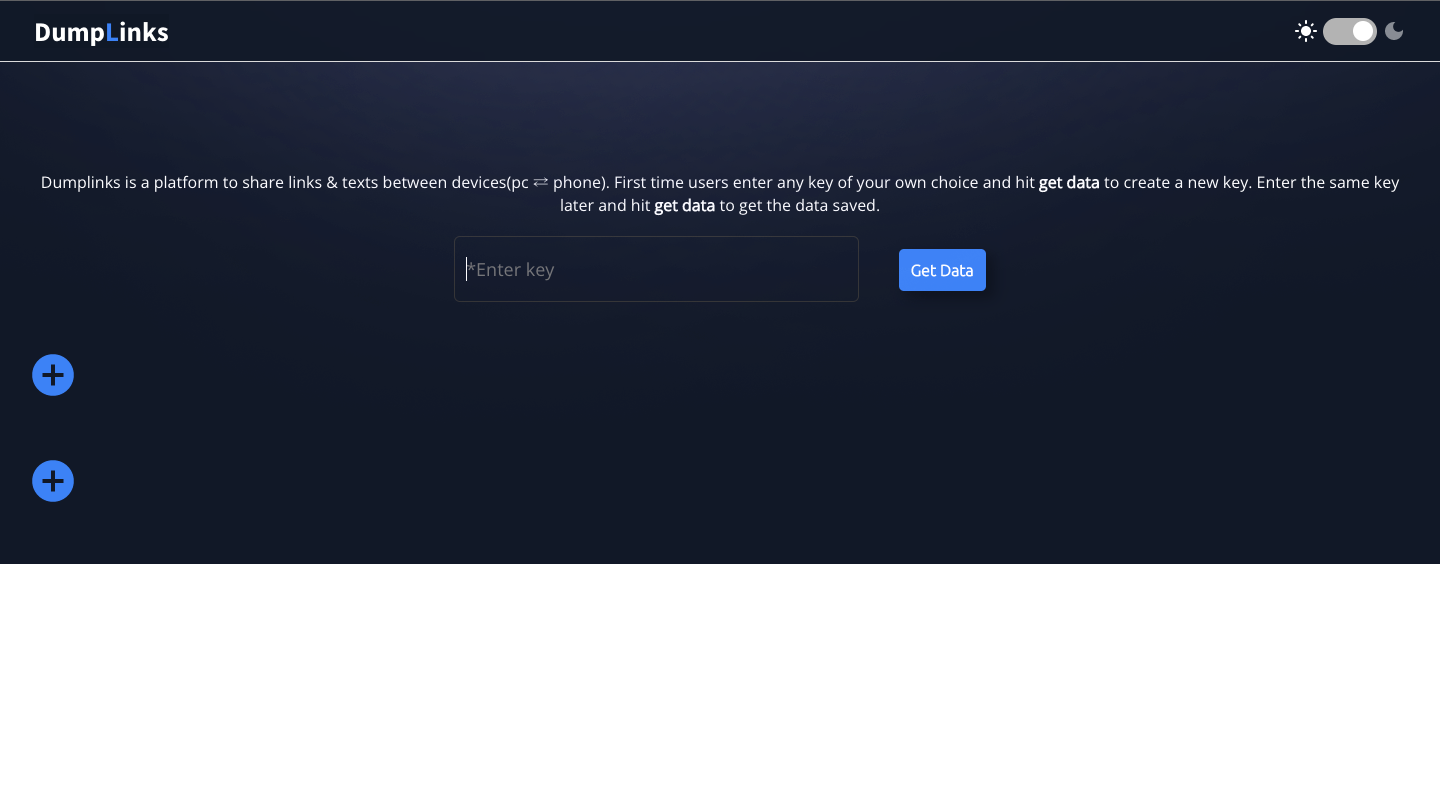 DumpLinks
Dumplinks is a platform to share links & texts between devices(pc ⇄ phone). First time users enter any key of your own choice and hit get data to create a new key. Enter the same key
later and hit get data to get the data saved.
*Enter key
Get Data